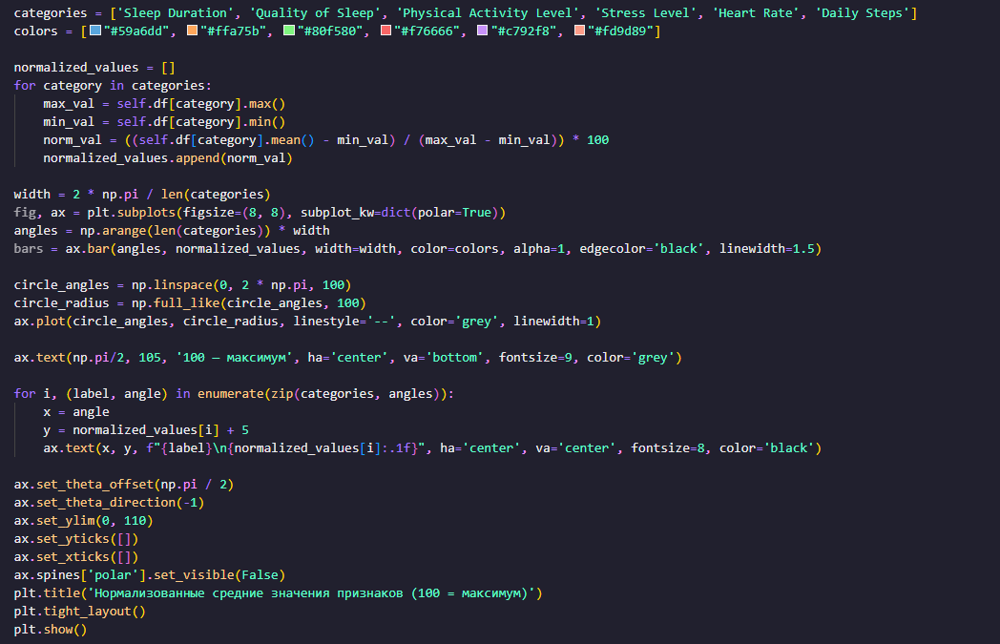 categories = ['Sleep Duration', 'Quality of Sleep', 'Physical Activity Level', 'Stress Level', 'Heart Rate', 'Daily Steps']
colors = ["#59a6dd", "#ffa75b", "#80f580", "#f76666", "#c792f8", "#fd9d89"]

normalized_values = []
for category in categories:
    max_val = self.df[category].max()
    min_val = self.df[category].min()
    norm_val = ((self.df[category].mean() - min_val) / (max_val - min_val)) * 100
    normalized_values.append(norm_val)

width = 2 * np.pi / len(categories)
fig, ax = plt.subplots(figsize=(8, 8), subplot_kw=dict(polar=True))
angles = np.arange(len(categories)) * width
bars = ax.bar(angles, normalized_values, width=width, color=colors, alpha=1, edgecolor='black', linewidth=1.5)

circle_angles = np.linspace(0, 2 * np.pi, 100)
circle_radius = np.full_like(circle_angles, 100)
ax.plot(circle_angles, circle_radius, linestyle='--', color='grey', linewidth=1)

ax.text(np.pi/2, 105, '100 — максимум', ha='center', va='bottom', fontsize=9, color='grey')

for i, (label, angle) in enumerate(zip(categories, angles)):
    x = angle
    y = normalized_values[i] + 5
    ax.text(x, y, f"{label}\n{normalized_values[i]:.1f}", ha='center', va='center', fontsize=8, color='black')

ax.set_theta_offset(np.pi / 2)
ax.set_theta_direction(-1)
ax.set_ylim(0, 110)
ax.set_yticks([])
ax.set_xticks([])
ax.spines['polar'].set_visible(False)
plt.title('Нормализованные средние значения признаков (100 = максимум)')
plt.tight_layout()
plt.show()